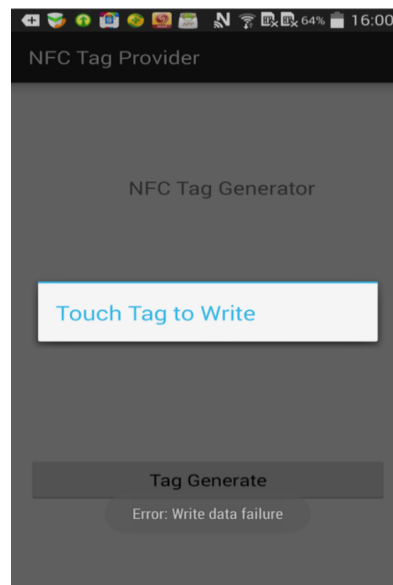 64% 16:00
NFC Tag Provider
NFC Tag Generator
Touch Tag to Write
Tag Generate
Error: Write data failure